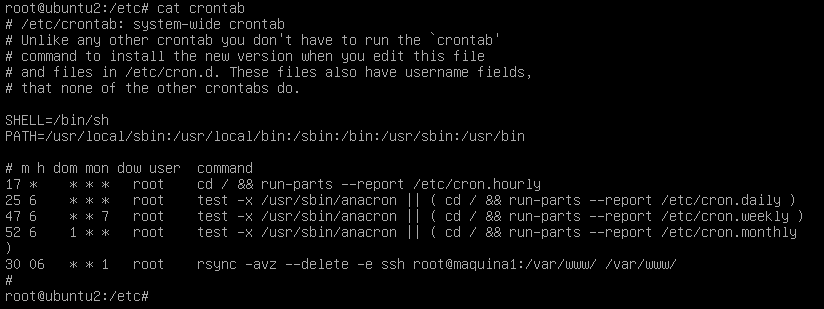 root@ubuntu2:/etc# cat crontab
# /etc/crontab: system-wide crontab
# Unlike any other crontab you don't have to run the `crontab'
# command to install the new version when you edit this file
# and files in /etc/cron.d. These files also have username fields,
# that none of the other crontabs do.

SHELL=/bin/sh
PATH=/usr/local/sbin:/usr/local/bin:/sbin:/bin:/usr/sbin:/usr/bin

# m h dom mon dow user  command
17 *    * * *   root    cd / && run-parts --report /etc/cron.hourly
25 6    * * *   root    test -x /usr/sbin/anacron || ( cd / && run-parts --report /etc/cron.daily )
47 6    * * 7   root    test -x /usr/sbin/anacron || ( cd / && run-parts --report /etc/cron.weekly )
52 6    1 * *   root    test -x /usr/sbin/anacron || ( cd / && run-parts --report /etc/cron.monthly
)
30 06   * * 1   root    rsync -avz --delete -e ssh root@maquina1:/var/www/ /var/www/
#
root@ubuntu2:/etc#